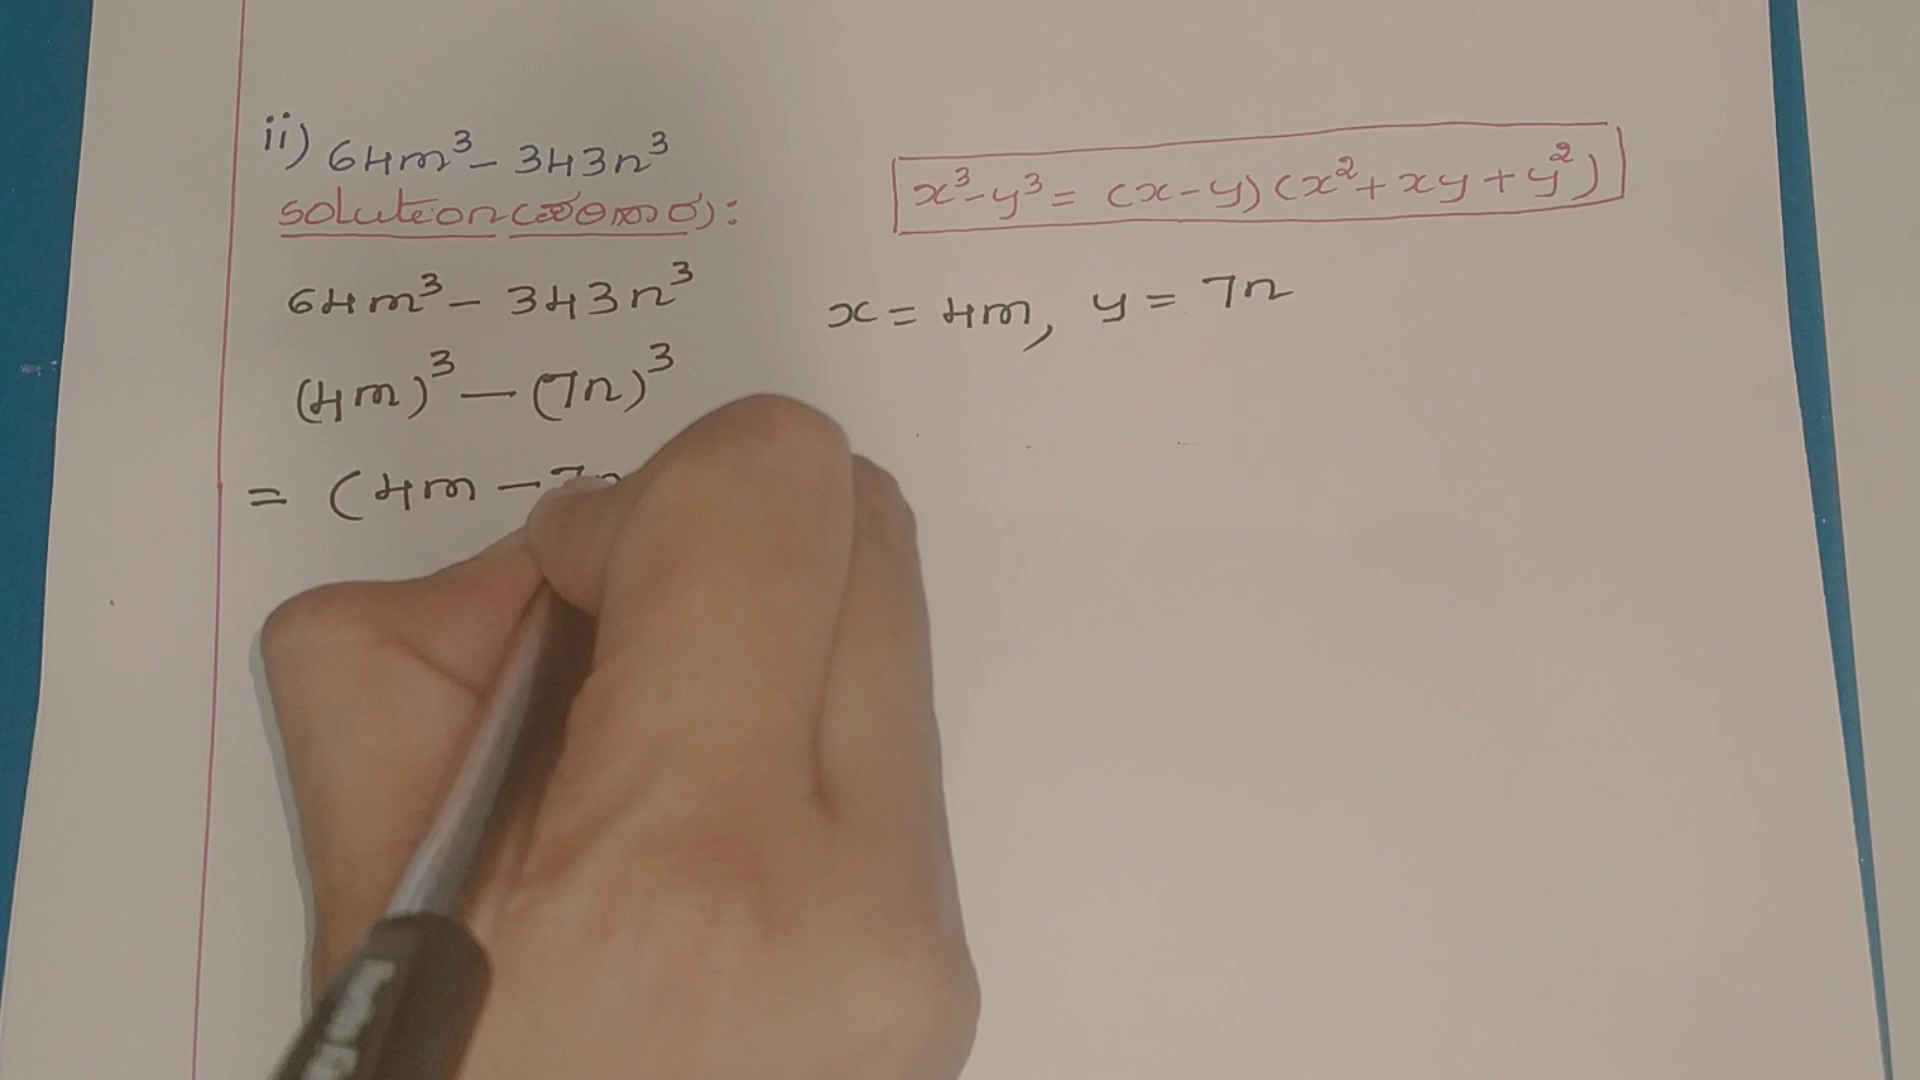 ii) 64m³ - 343n³
x³-y³ = (x-y) (x²+xy+y²)
solution (ಪರಿಹಾರ):
64m³ - 343n³
x = 4m, y = 7n
(4m)³ - (7n)³
= (4m - 7n